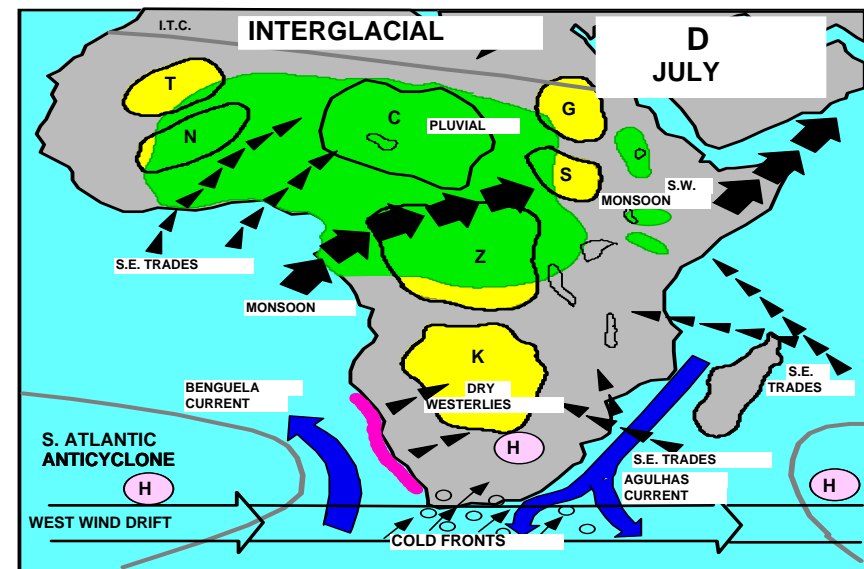 I.T.C.
INTERGLACIAL
D
JULY
T
N
C
PLUVIAL
G
S
S.W.
MONSOON
S.E. TRADES
Z
MONSOON
K
DRY
WESTERLIES
BENGUELA
CURRENT
S.E.
TRADES
H
S. ATLANTIC
ANTICYCLONE
H
S.E. TRADES
AGULHAS
CURRENT
H
WEST WIND DRIFT
COLD FRONTS